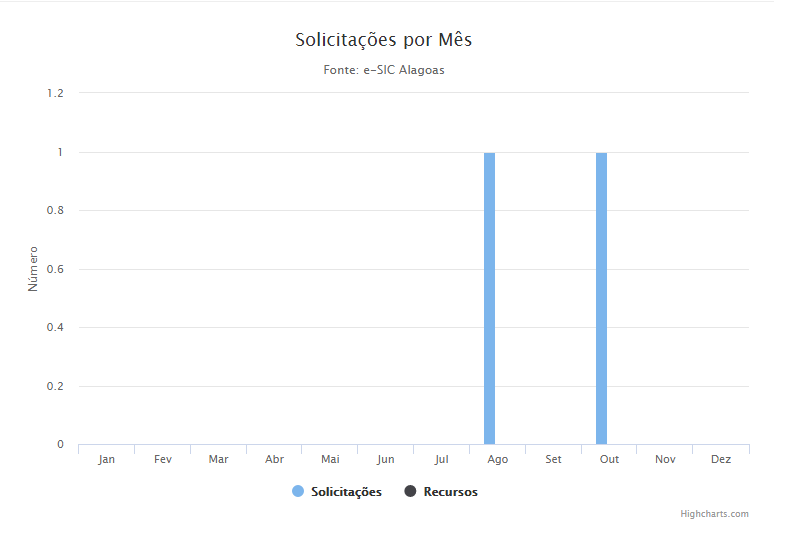 Solicitações por Mês
Fonte: e-SIC Alagoas
1.2
1
0.8
0.6
0.4
0.2
0
Número
Jan Fev Mar Abr Mai Jun Jul Ago Set Out Nov Dez
Solicitações Recursos
Highcharts.com